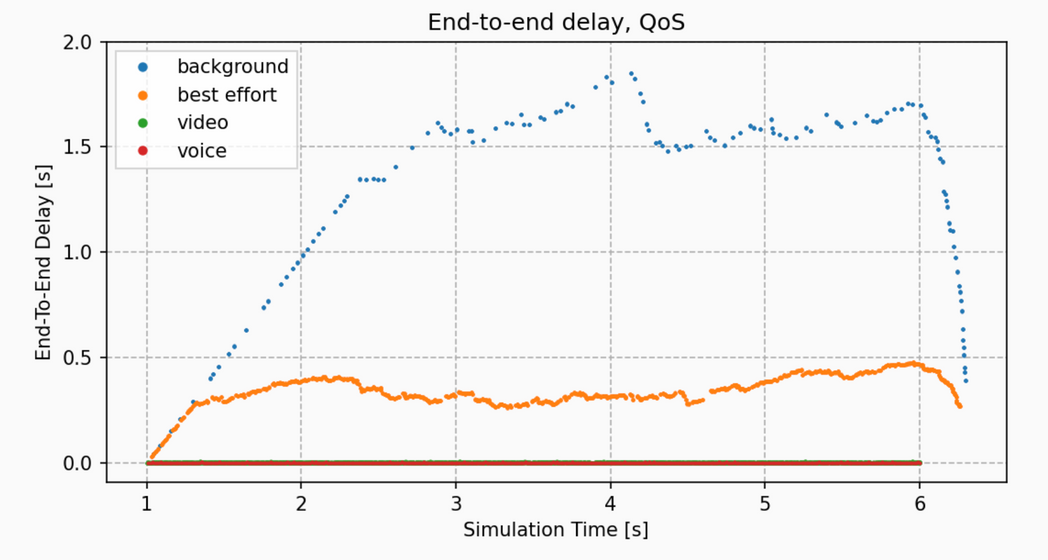 End-to-end delay, QoS
background
best effort
video
voice
End-To-End Delay [s]
2.0
1.5
1.0
0.5
0.0
1 2 3 4 5 6
Simulation Time [s]